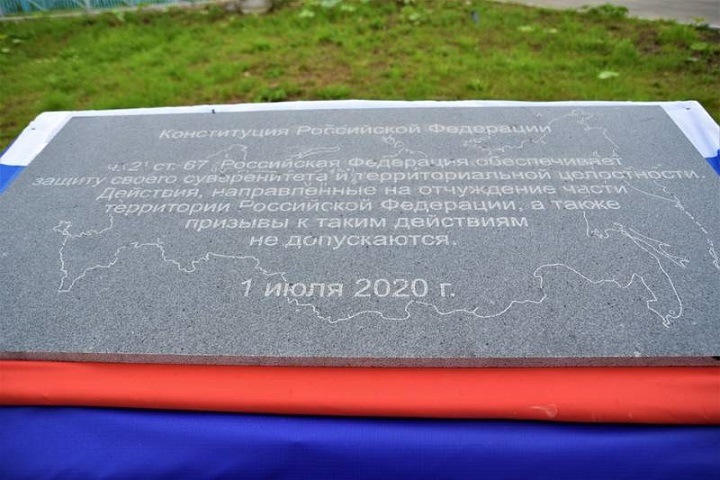 Конституция Российской Федерации
ч. 2¹ ст. 67. Российская Федерация обеспечивает
защиту своего суверенитета и территориальной целостности.
Действия, направленные на отчуждение части
территории Российской Федерации, а также
призывы к таким действиям
не допускаются.
1 июля 2020 г.